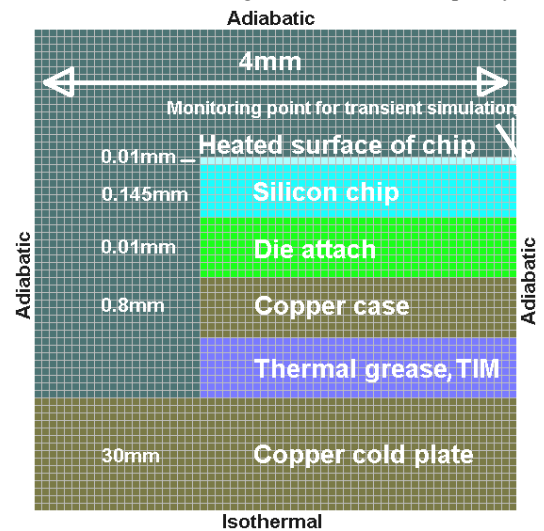 Adiabatic
4mm
Monitoring point for transient simulation
Heated surface of chip
0.01mm
0.145mm
Silicon chip
0.01mm
Die attach
Adiabatic
Adiabatic
0.8mm
Copper case
Thermal grease, TIM
30mm
Copper cold plate
Isothermal